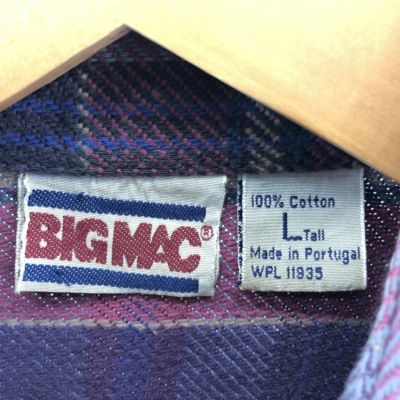 BIG MAC®
100% Cotton
L Tall
Made in Portugal
WPL 11935